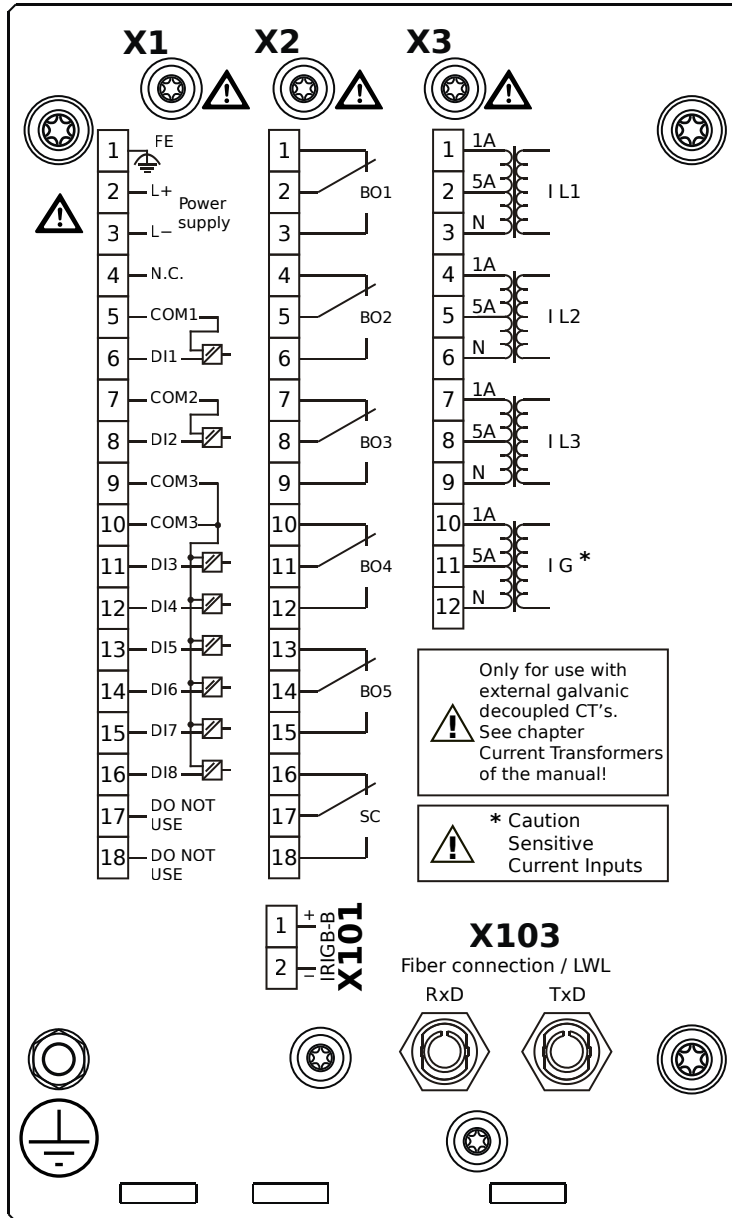 X1
X2
X3
1 FE
2 L+ Power
3 L− supply
4 N.C.
5 COM1
6 DI1
7 COM2
8 DI2
9 COM3
10 COM3
11 DI3
12 DI4
13 DI5
14 DI6
15 DI7
16 DI8
17 DO NOT
USE
18 DO NOT
USE
1
2 BO1
3
4
5 BO2
6
7
8 BO3
9
10
11 BO4
12
13
14 BO5
15
16
17 SC
18
1 1A
2 5A I L1
3 N
4 1A
5 5A I L2
6 N
7 1A
8 5A I L3
9 N
10 1A
11 5A I G *
12 N
Only for use with
external galvanic
decoupled CT's.
See chapter
Current Transformers
of the manual!
* Caution
Sensitive
Current Inputs
1 +
2 −
IRIGB-B
X101
X103
Fiber connection / LWL
RxD TxD